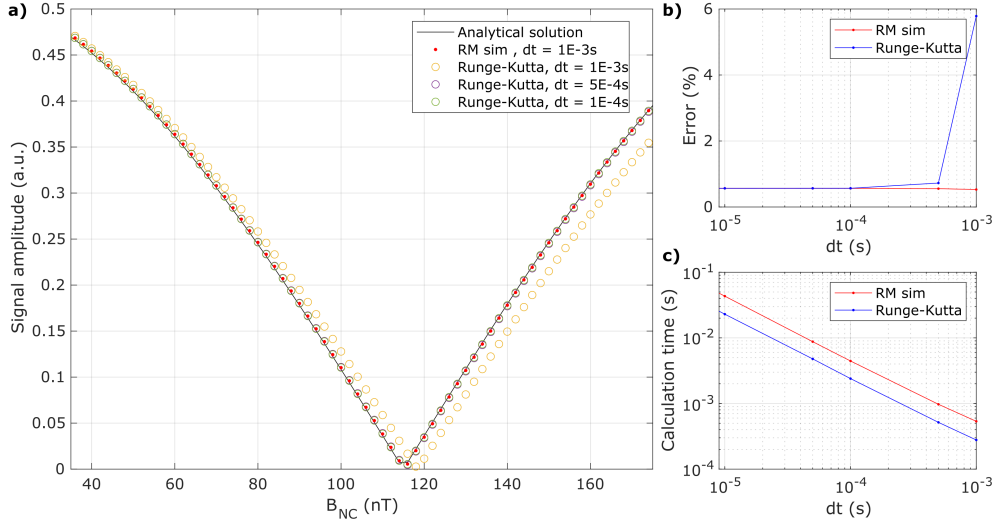 a)
0.5
0.45
0.4
0.35
0.3
0.25
0.2
0.15
0.1
0.05
0
Signal amplitude (a.u.)
40 60 80 100 120 140 160
B_NC (nT)
Analytical solution
RM sim , dt = 1E-3s
Runge-Kutta, dt = 1E-3s
Runge-Kutta, dt = 5E-4s
Runge-Kutta, dt = 1E-4s
b)
6
4
2
0
Error (%)
10^-5 10^-4 10^-3
dt (s)
RM sim
Runge-Kutta
c)
10^-1
10^-2
10^-3
10^-4
Calculation time (s)
10^-5 10^-4 10^-3
dt (s)
RM sim
Runge-Kutta